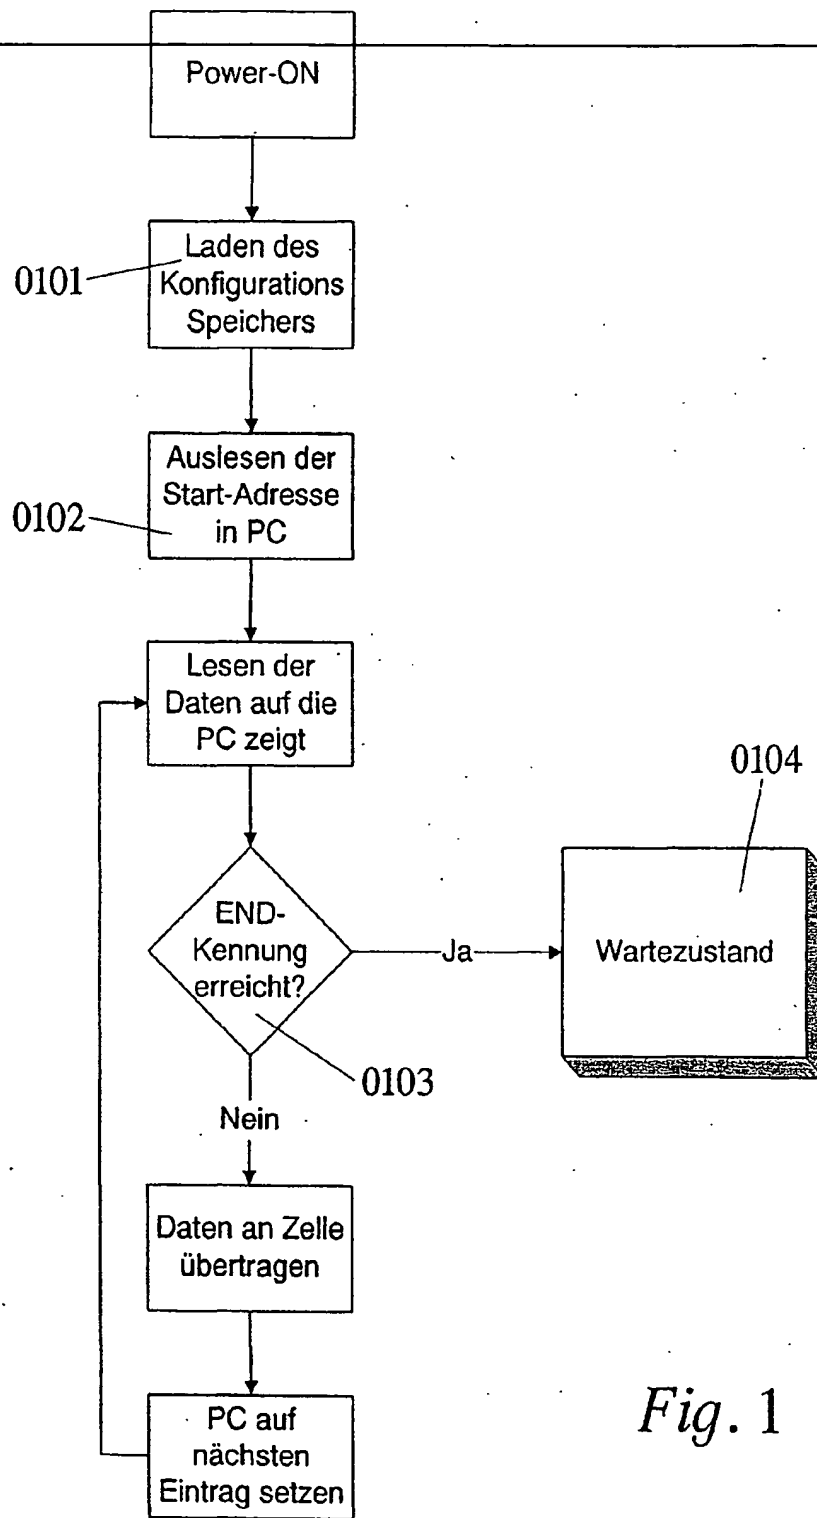 Power-ON
0101
Laden des
Konfigurations
Speichers
Auslesen der
Start-Adresse
in PC
0102
Lesen der
Daten auf die
PC zeigt
0104
END-
Kennung
erreicht?
Ja
Wartezustand
0103
Nein
Daten an Zelle
übertragen
PC auf
nächsten
Eintrag setzen
Fig. 1